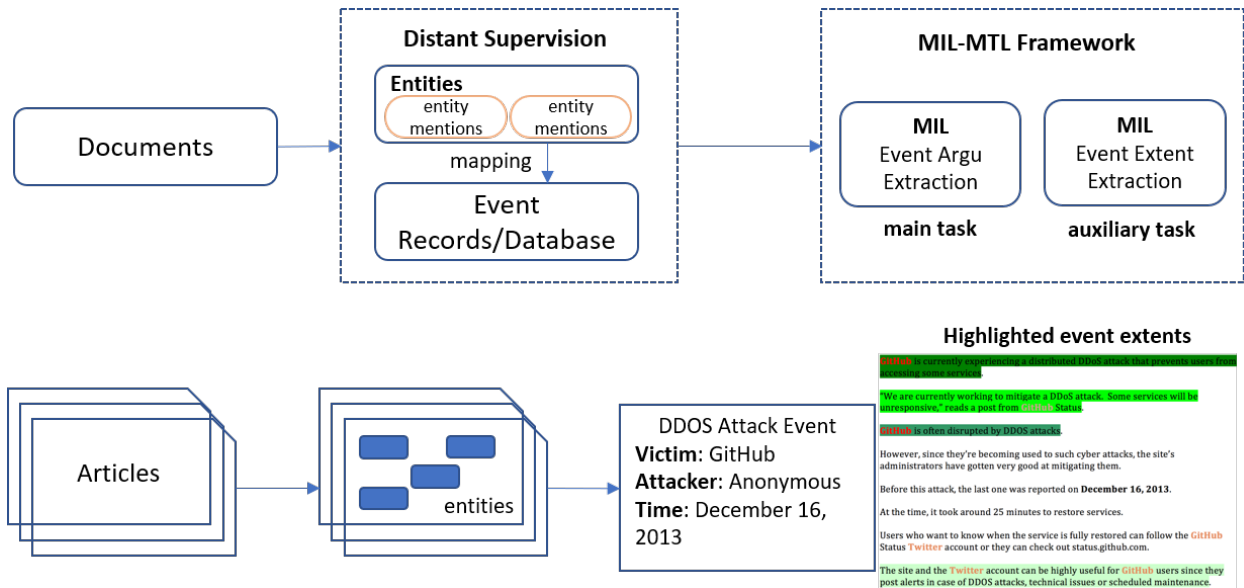 Documents
Distant Supervision
Entities
entity
mentions
entity
mentions
mapping
Event
Records/Database
MIL-MTL Framework
MIL
Event Argu
Extraction
main task
MIL
Event Extent
Extraction
auxiliary task
Articles
entities
DDOS Attack Event
Victim: GitHub
Attacker: Anonymous
Time: December 16,
2013
Highlighted event extents
GitHub is currently experiencing a distributed DDoS attack that prevents users from
accessing some services.
"We are currently working to mitigate a DDoS attack. Some services will be
unresponsive," reads a post from GitHub Status.
GitHub is often disrupted by DDOS attacks.
However, since they're becoming used to such cyber attacks, the site's
administrators have gotten very good at mitigating them.
Before this attack, the last one was reported on December 16, 2013.
At the time, it took around 25 minutes to restore services.
Users who want to know when the service is fully restored can follow the GitHub
Status Twitter account or they can check out status.github.com.
The site and the Twitter account can be highly useful for GitHub users since they
post alerts in case of DDOS attacks, technical issues or scheduled maintenance.